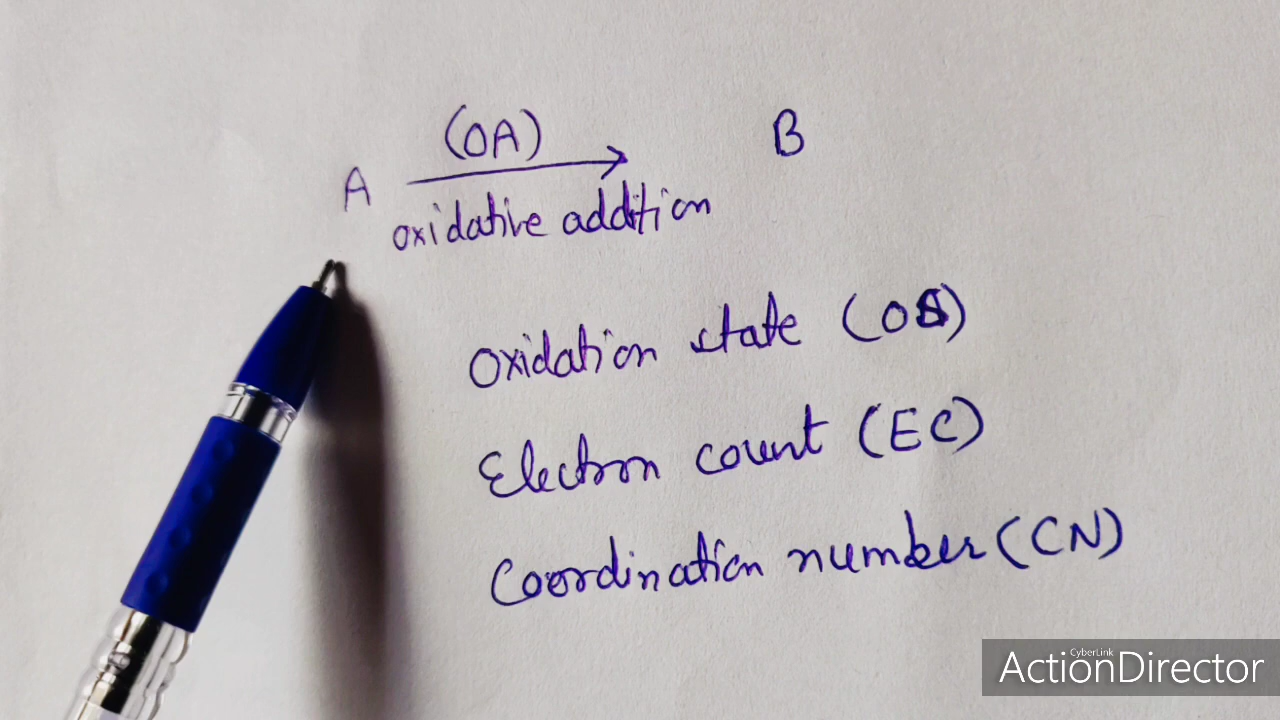 (OA)
A → B
oxidative addition
Oxidation state (OS)
Electron count (EC)
Coordination number (CN)
CyberLink
ActionDirector